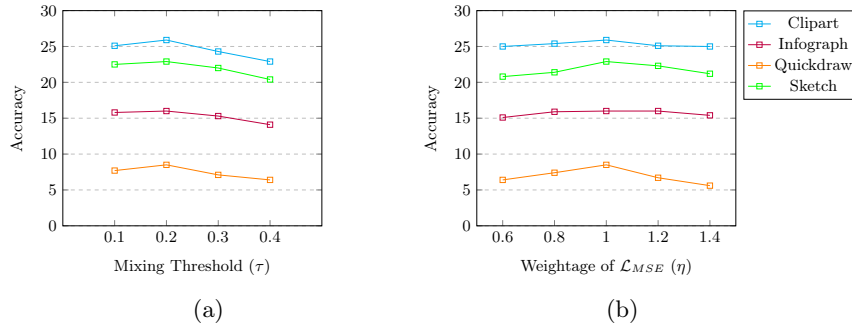 30
25
20
15
10
5
0
Accuracy
0.1 0.2 0.3 0.4
Mixing Threshold (τ)
(a)
30
25
20
15
10
5
0
Accuracy
0.6 0.8 1 1.2 1.4
Weightage of ℒMSE (η)
(b)
Clipart
Infograph
Quickdraw
Sketch